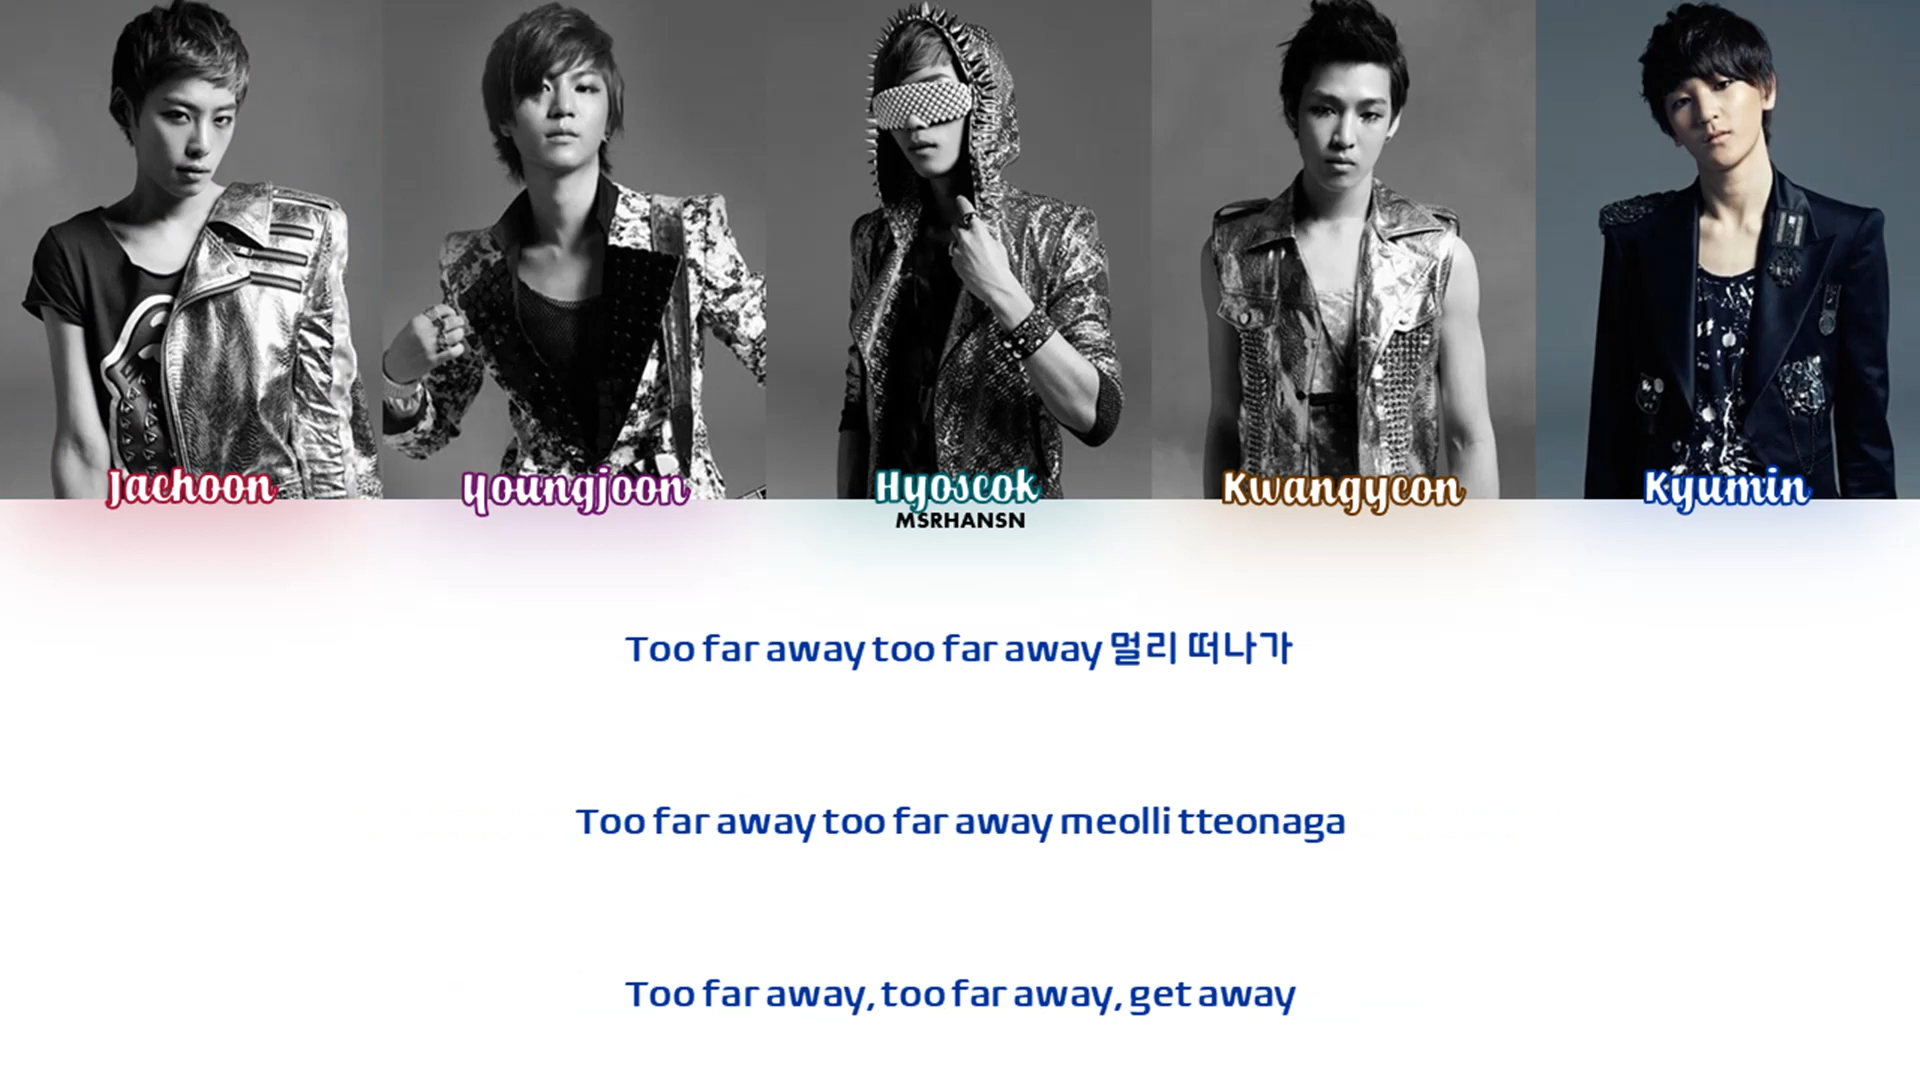 Jaehoon
Youngjoon
Hyoseok
Kwangyeon
Kyumin
MSRHANSN
Too far away too far away 멀리 떠나가
Too far away too far away meolli tteonaga
Too far away, too far away, get away